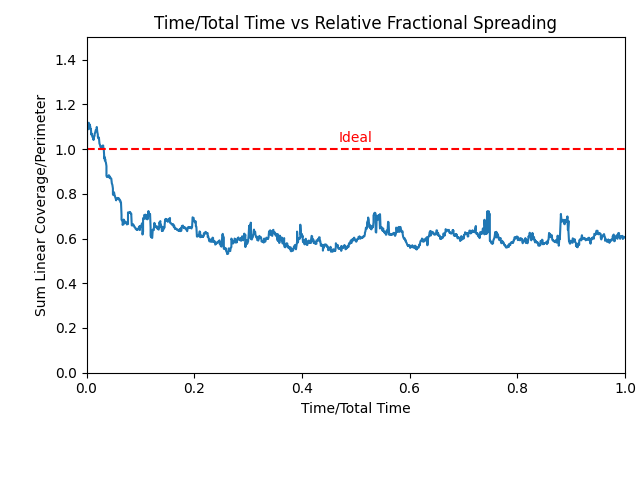 Time/Total Time vs Relative Fractional Spreading
Sum Linear Coverage/Perimeter
1.4
1.2
1.0
0.8
0.6
0.4
0.2
0.0
Ideal
0.0 0.2 0.4 0.6 0.8 1.0
Time/Total Time